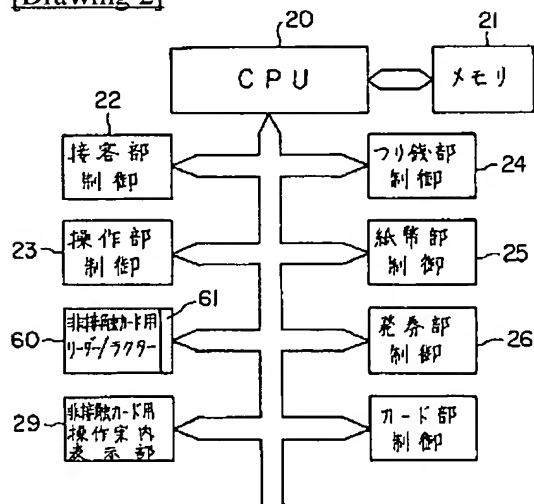 [Drawing 2]
20
21
CPU
メモリ
22
接客部
制御
つり銭部
制御
24
23
操作部
制御
紙幣部
制御
25
61
60
非接触カード用
リーダー/ラクター
発券部
制御
26
29
非接触カード用
操作案内
表示部
カード部
制御